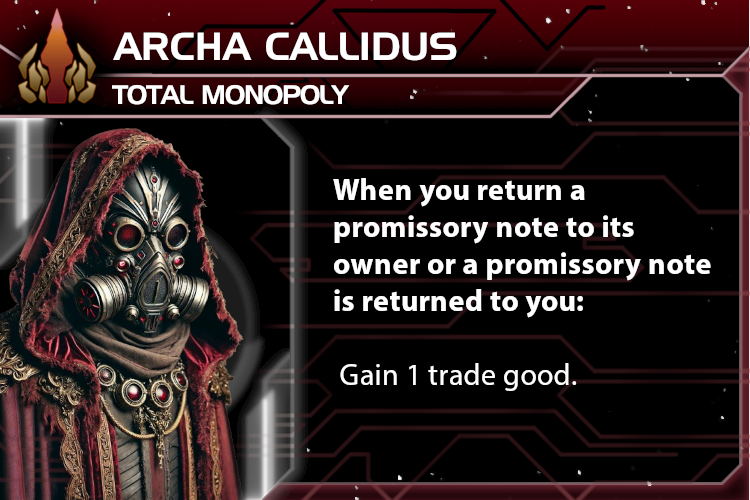 ARCHA CALLIDUS
TOTAL MONOPOLY
When you return a
promissory note to its
owner or a promissory note
is returned to you:
Gain 1 trade good.